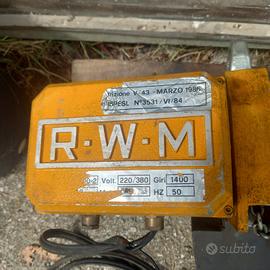 V. 43 - MARZO 198
N°3531/VI/84
R·W·M
Volt. 220/380 Giri 1400
HZ 50
subito